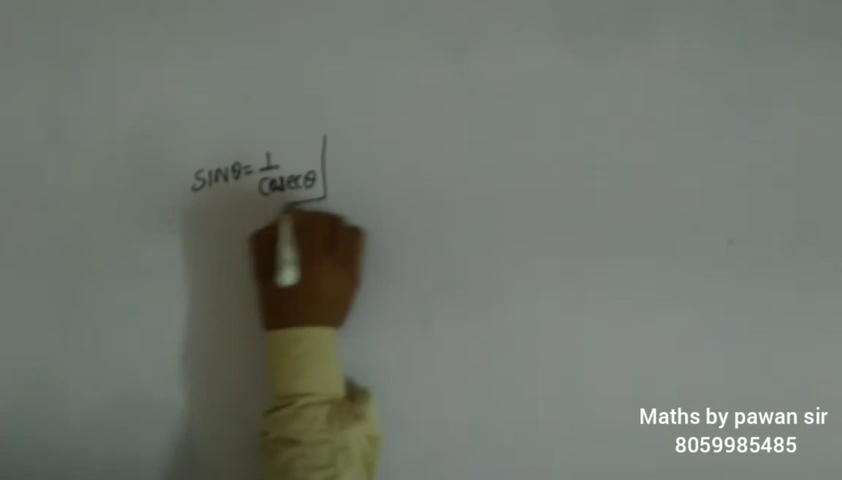 SINθ = 1/cosecθ
Maths by pawan sir
8059985485